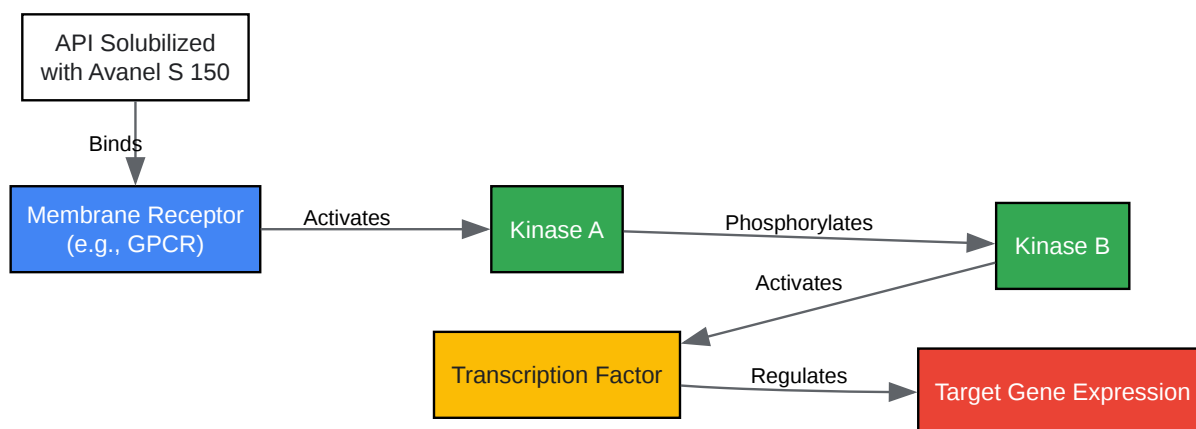 API Solubilized
with Avanel S 150
Binds
Membrane Receptor
(e.g., GPCR)
Activates
Kinase A
Phosphorylates
Kinase B
Activates
Transcription Factor
Regulates
Target Gene Expression